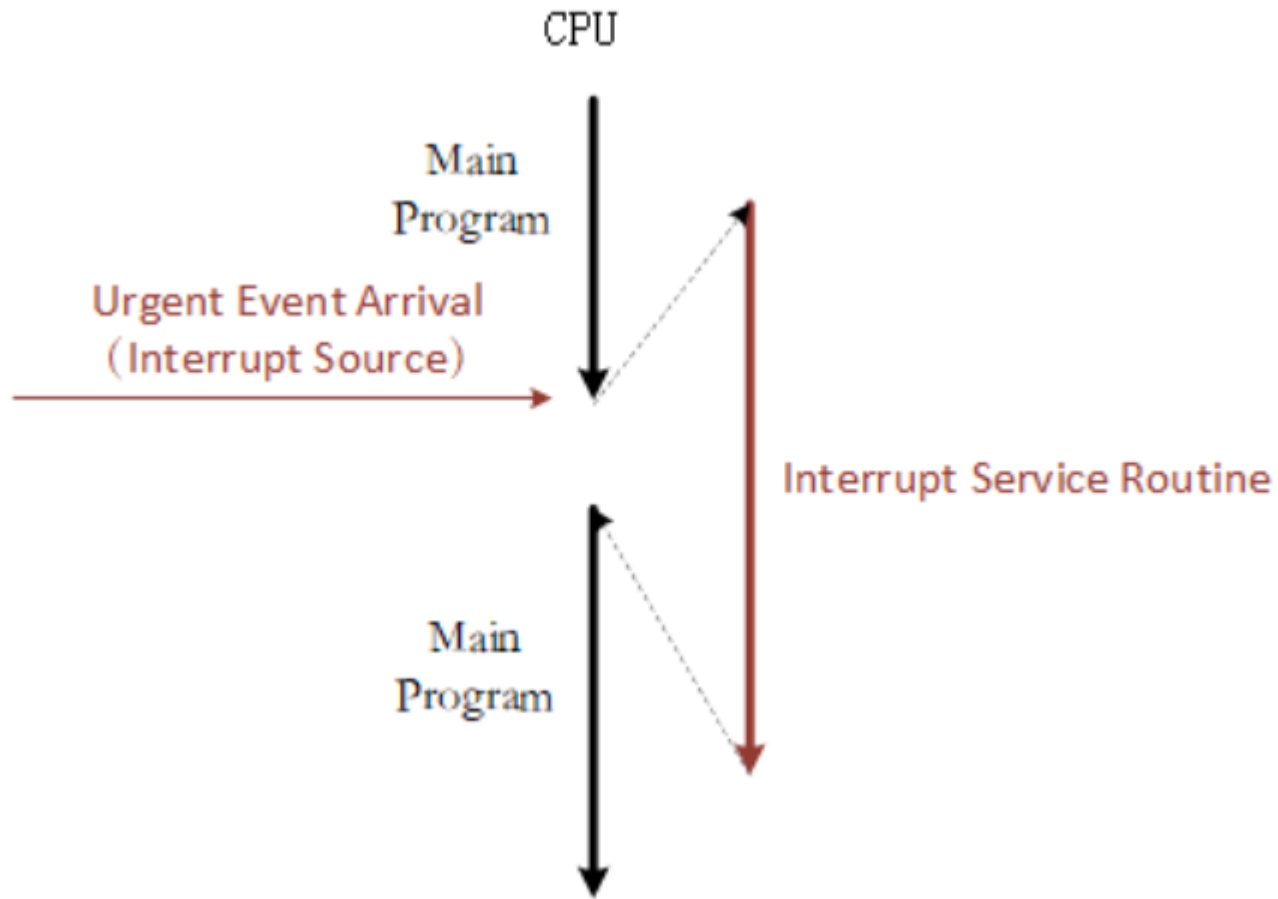 CPU
Main
Program
Urgent Event Arrival
（Interrupt Source）
Interrupt Service Routine
Main
Program